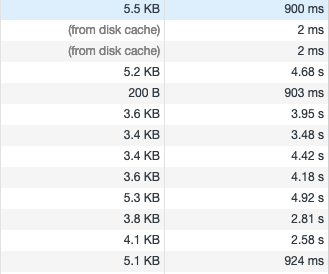 5.5 KB 900 ms
(from disk cache) 2 ms
(from disk cache) 2 ms
5.2 KB 4.68 s
200 B 903 ms
3.6 KB 3.95 s
3.4 KB 3.48 s
3.4 KB 4.42 s
3.6 KB 4.18 s
5.3 KB 4.92 s
3.8 KB 2.81 s
4.1 KB 2.58 s
5.1 KB 924 ms